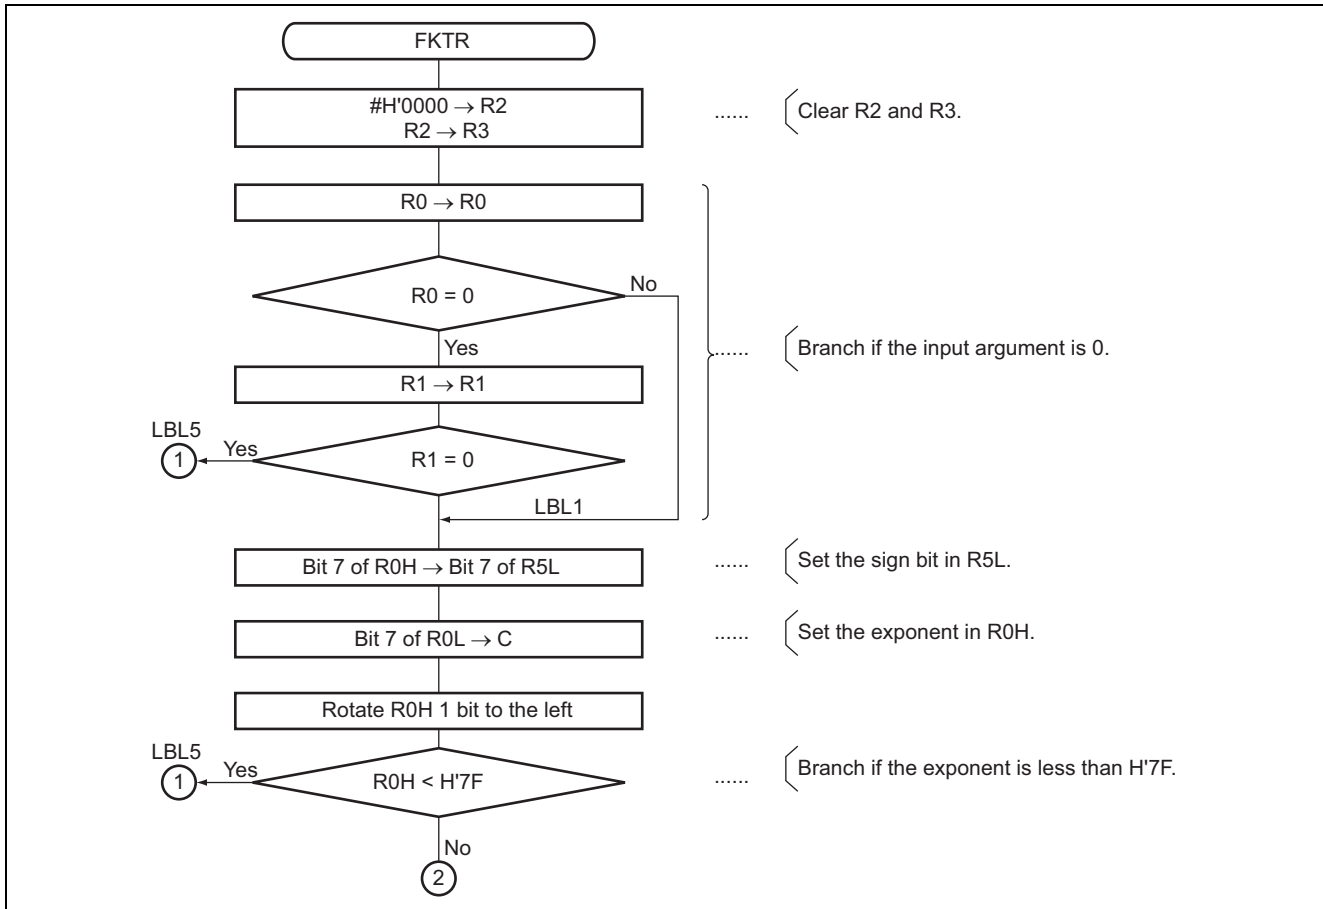 FKTR
#H'0000 → R2
R2 → R3
...... Clear R2 and R3.
R0 → R0
R0 = 0
No
Yes
...... Branch if the input argument is 0.
R1 → R1
LBL5
1
Yes
R1 = 0
LBL1
Bit 7 of R0H → Bit 7 of R5L
...... Set the sign bit in R5L.
Bit 7 of R0L → C
...... Set the exponent in R0H.
Rotate R0H 1 bit to the left
LBL5
1
Yes
R0H < H'7F
...... Branch if the exponent is less than H'7F.
No
2